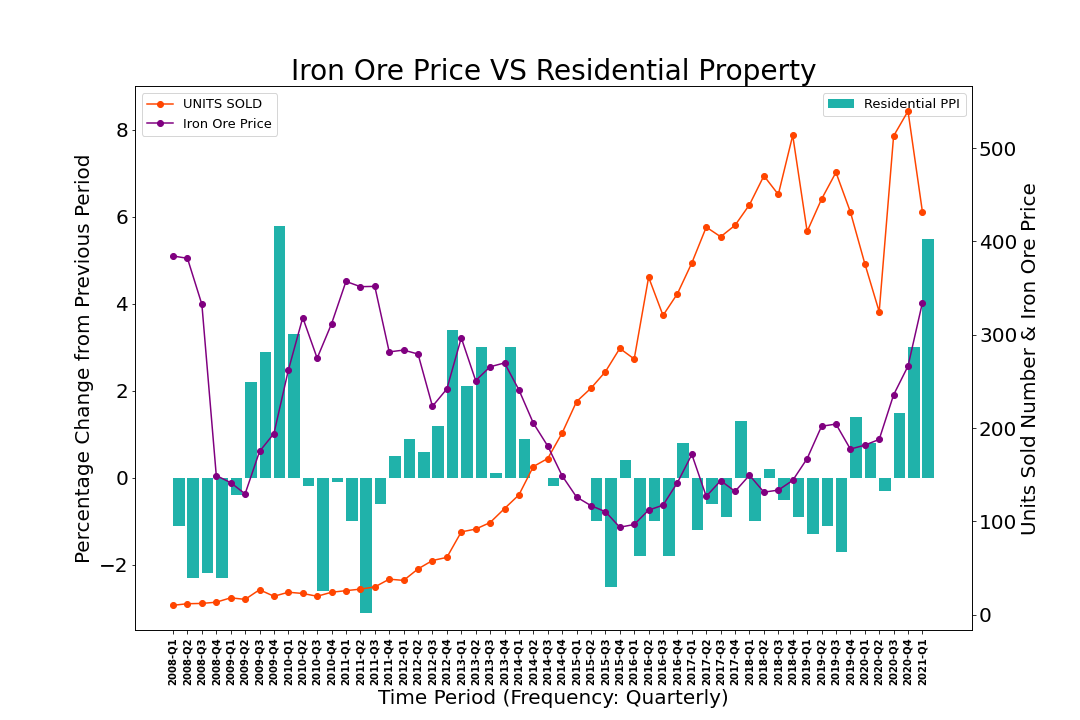 Iron Ore Price VS Residential Property
UNITS SOLD
Iron Ore Price
Residential PPI
Percentage Change from Previous Period
8
6
4
2
0
−2
500
400
300
200
100
0
Units Sold Number & Iron Ore Price
2008-Q1
2008-Q2
2008-Q3
2008-Q4
2009-Q1
2009-Q2
2009-Q3
2009-Q4
2010-Q1
2010-Q2
2010-Q3
2010-Q4
2011-Q1
2011-Q2
2011-Q3
2011-Q4
2012-Q1
2012-Q2
2012-Q3
2012-Q4
2013-Q1
2013-Q2
2013-Q3
2013-Q4
2014-Q1
2014-Q2
2014-Q3
2014-Q4
2015-Q1
2015-Q2
2015-Q3
2015-Q4
2016-Q1
2016-Q2
2016-Q3
2016-Q4
2017-Q1
2017-Q2
2017-Q3
2017-Q4
2018-Q1
2018-Q2
2018-Q3
2018-Q4
2019-Q1
2019-Q2
2019-Q3
2019-Q4
2020-Q1
2020-Q2
2020-Q3
2020-Q4
2021-Q1
Time Period (Frequency: Quarterly)